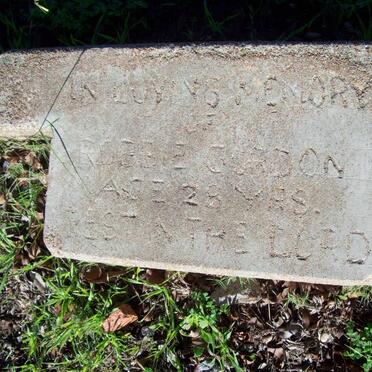 IN LOVING MEMORY
OF
ROBBIE GORDON
AGE 28 YRS.
REST IN THE LORD